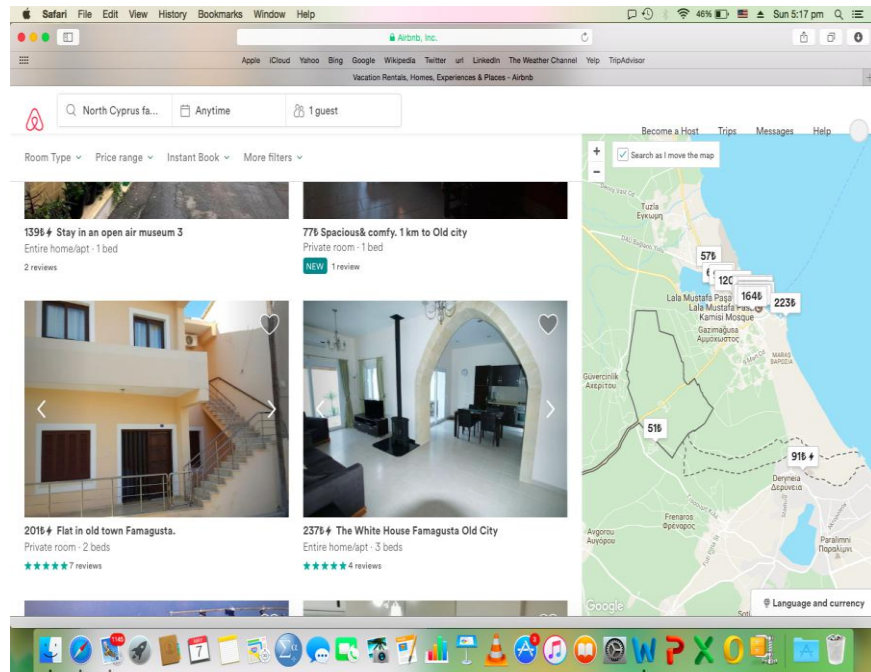 Safari File Edit View History Bookmarks Window Help
46% Sun 5:17 pm
Airbnb, Inc.
Apple iCloud Yahoo Bing Google Wikipedia Twitter url LinkedIn The Weather Channel Yelp TripAdvisor
Vacation Rentals, Homes, Experiences & Places - Airbnb
North Cyprus fa... Anytime 1 guest
Become a Host Trips Messages Help
Room Type Price range Instant Book More filters
+
Search as I move the map
−
139₺ Stay in an open air museum 3
Entire home/apt · 1 bed
2 reviews
77₺ Spacious& comfy. 1 km to Old city
Private room · 1 bed
NEW 1 review
201₺ Flat in old town Famagusta.
Private room · 2 beds
7 reviews
237₺ The White House Famagusta Old City
Entire home/apt · 3 beds
4 reviews
Tuzla
Εγκωμη
57₺
120
164₺
223₺
Lala Mustafa Paşa
Lala Mustafa Paşa
Kamisi Mosque
Gazimağusa
Αμμόχωστος
MARAŞ
ΒΑΡΩΣΙΑ
Güvercinlik
Αχερίτου
51₺
91₺
Deryneia
Δερύνεια
Frenaros
Φρέναρος
Avgorou
Αυγόρου
Paralimni
Παραλίμνι
Google
Language and currency
1145
7
3